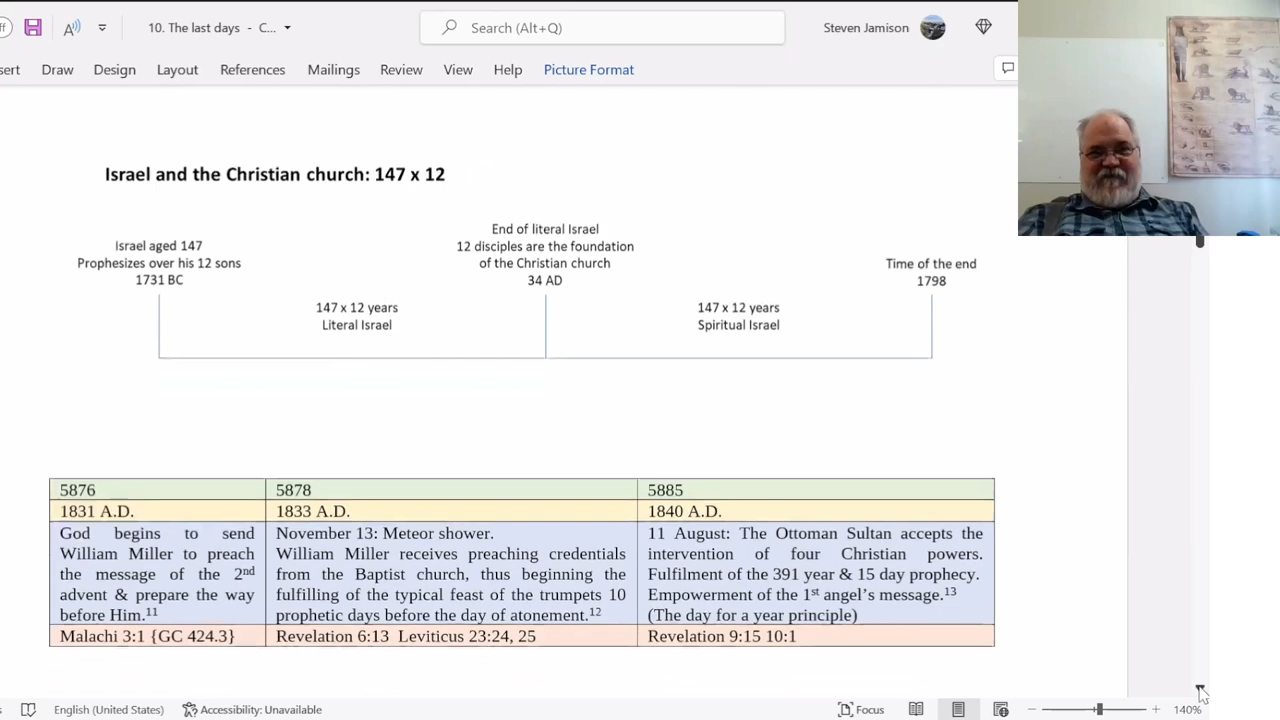 ff
10. The last days - C...
Search (Alt+Q)
Steven Jamison
sert Draw Design Layout References Mailings Review View Help Picture Format
Israel and the Christian church: 147 x 12
End of literal Israel
Israel aged 147
12 disciples are the foundation
Prophesizes over his 12 sons
of the Christian church
Time of the end
1731 BC
34 AD
1798
147 x 12 years
147 x 12 years
Literal Israel
Spiritual Israel
5876 5878 5885
1831 A.D. 1833 A.D. 1840 A.D.
God begins to send
William Miller to preach
the message of the 2nd
advent & prepare the way
before Him.11
November 13: Meteor shower.
William Miller receives preaching credentials
from the Baptist church, thus beginning the
fulfilling of the typical feast of the trumpets 10
prophetic days before the day of atonement.12
11 August: The Ottoman Sultan accepts the
intervention of four Christian powers.
Fulfilment of the 391 year & 15 day prophecy.
Empowerment of the 1st angel's message.13
(The day for a year principle)
Malachi 3:1 {GC 424.3} Revelation 6:13 Leviticus 23:24, 25 Revelation 9:15 10:1
English (United States) Accessibility: Unavailable Focus 140%